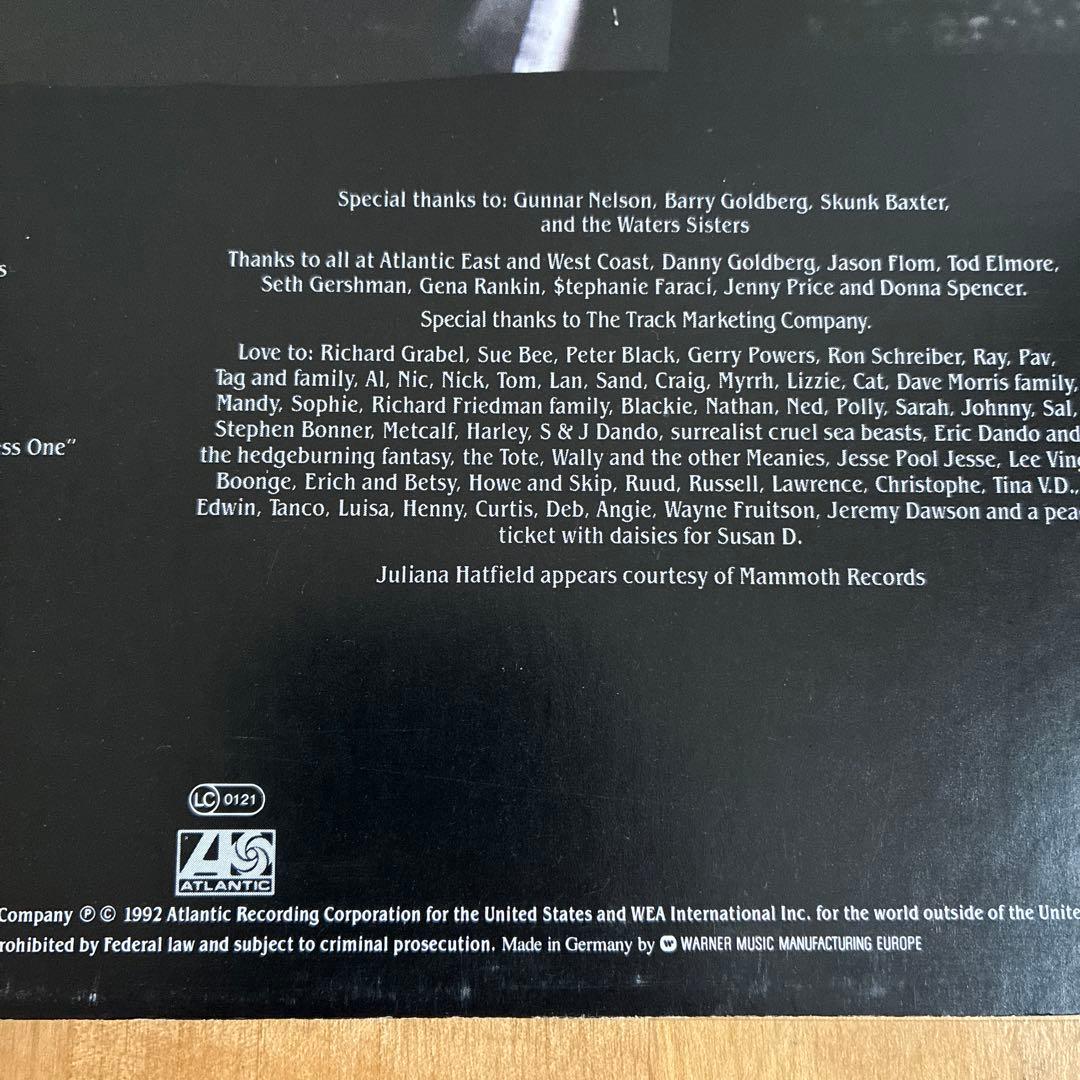 Special thanks to: Gunnar Nelson, Barry Goldberg, Skunk Baxter,
and the Waters Sisters
Thanks to all at Atlantic East and West Coast, Danny Goldberg, Jason Flom, Tod Elmore,
s
Seth Gershman, Gena Rankin, $tephanie Faraci, Jenny Price and Donna Spencer.
Special thanks to The Track Marketing Company.
Love to: Richard Grabel, Sue Bee, Peter Black, Gerry Powers, Ron Schreiber, Ray, Pav,
Tag and family, Al, Nic, Nick, Tom, Lan, Sand, Craig, Myrrh, Lizzie, Cat, Dave Morris family,
Mandy, Sophie, Richard Friedman family, Blackie, Nathan, Ned, Polly, Sarah, Johnny, Sal,
Stephen Bonner, Metcalf, Harley, S & J Dando, surrealist cruel sea beasts, Eric Dando and
ss One"
the hedgeburning fantasy, the Tote, Wally and the other Meanies, Jesse Pool Jesse, Lee Ving
Boonge, Erich and Betsy, Howe and Skip, Ruud, Russell, Lawrence, Christophe, Tina V.D.,
Edwin, Tanco, Luisa, Henny, Curtis, Deb, Angie, Wayne Fruitson, Jeremy Dawson and a pea
ticket with daisies for Susan D.
Juliana Hatfield appears courtesy of Mammoth Records
LC 0121
ATLANTIC
Company ℗ © 1992 Atlantic Recording Corporation for the United States and WEA International Inc. for the world outside of the Unite
rohibited by Federal law and subject to criminal prosecution. Made in Germany by WARNER MUSIC MANUFACTURING EUROPE